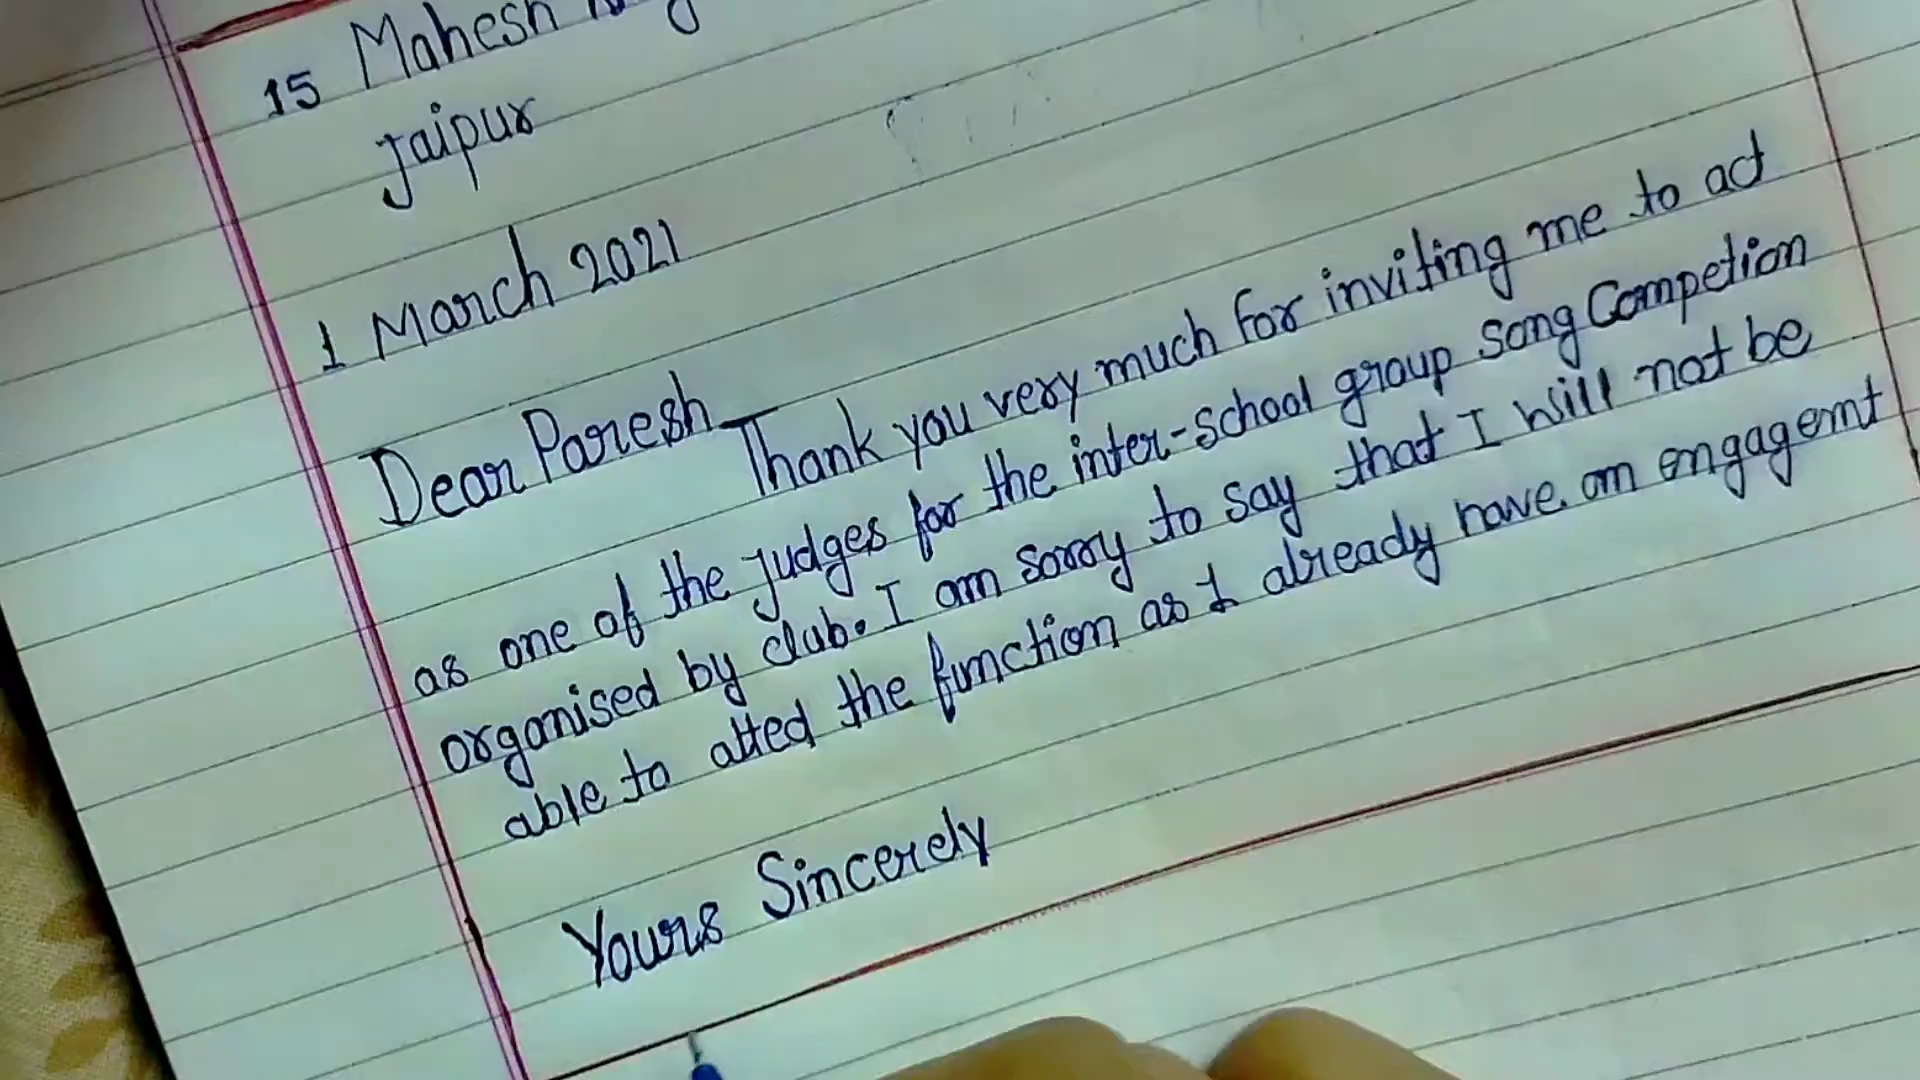 15 Mahesh
Jaipur
1 March 2021
Dear Paresh
Thank you very much for inviting me to act
as one of the judges for the inter-school group song Competion
organised by club. I am sorry to say that I will not be
able to atted the function as I already have an engagemt
Yours Sincerely